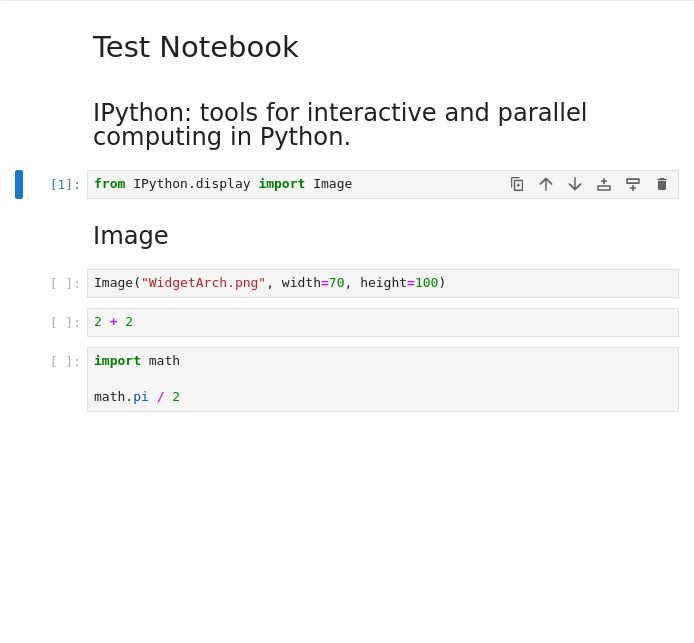 Test Notebook
IPython: tools for interactive and parallel
computing in Python.
[1]: from IPython.display import Image
Image
[ ]: Image("WidgetArch.png", width=70, height=100)
[ ]: 2 + 2
[ ]: import math
math.pi / 2